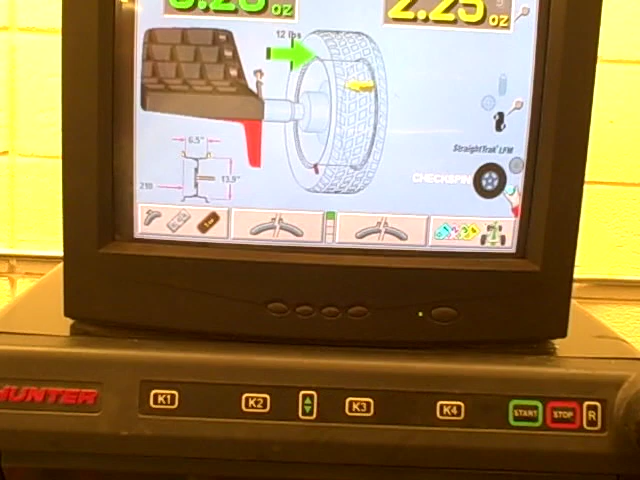 OZ
2.25 OZ
12 lbs
6.5"
13.9"
210
StraightTrak LFM
CHECKSPIN
HUNTER
K1
K2
K3
K4
START
STOP
R